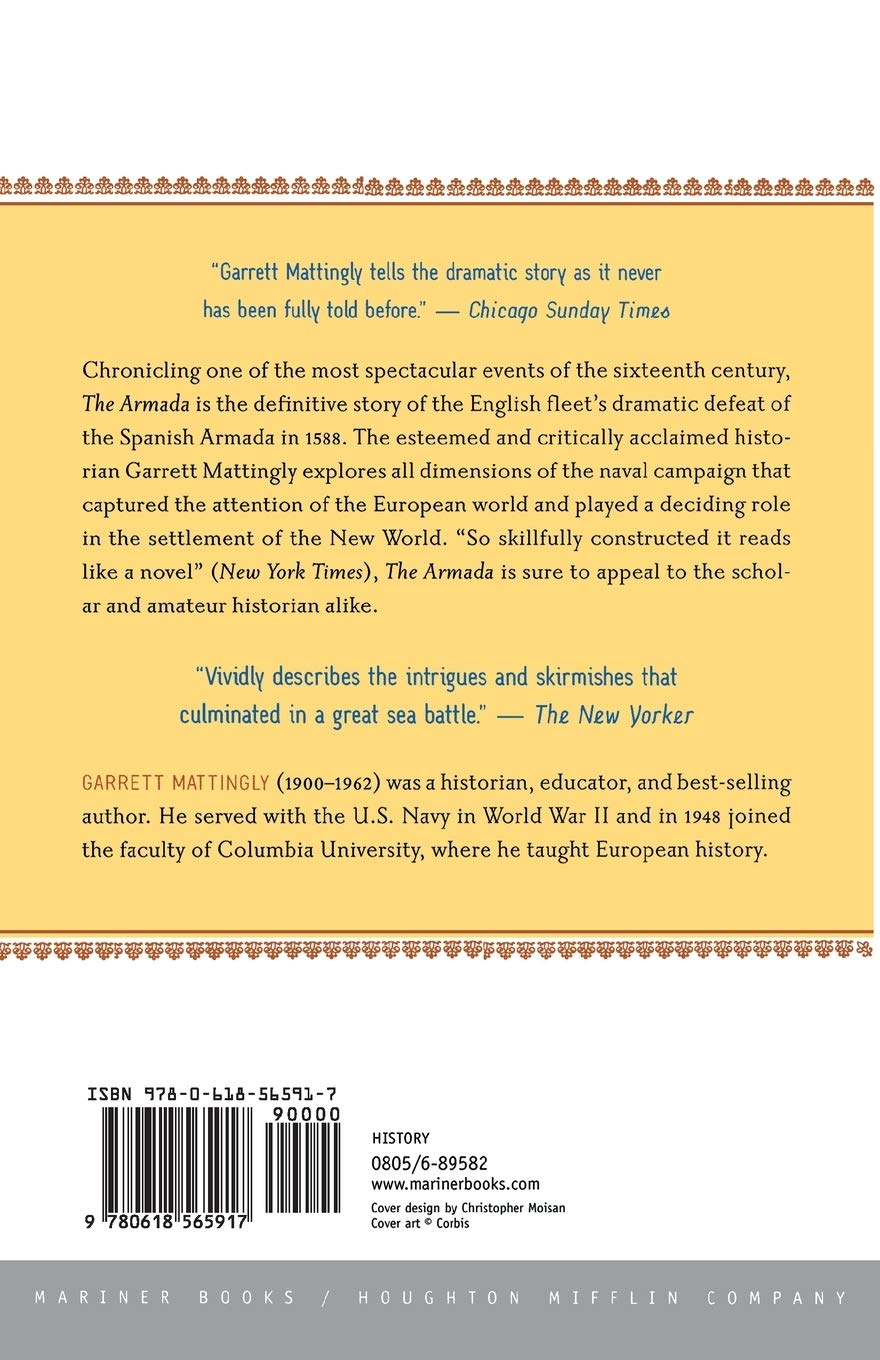 “Garrett Mattingly tells the dramatic story as it never
has been fully told before.” — Chicago Sunday Times
Chronicling one of the most spectacular events of the sixteenth century,
The Armada is the definitive story of the English fleet’s dramatic defeat of
the Spanish Armada in 1588. The esteemed and critically acclaimed histo-
rian Garrett Mattingly explores all dimensions of the naval campaign that
captured the attention of the European world and played a deciding role
in the settlement of the New World. “So skillfully constructed it reads
like a novel” (New York Times), The Armada is sure to appeal to the schol-
ar and amateur historian alike.
“Vividly describes the intrigues and skirmishes that
culminated in a great sea battle.” — The New Yorker
GARRETT MATTINGLY (1900–1962) was a historian, educator, and best-selling
author. He served with the U.S. Navy in World War II and in 1948 joined
the faculty of Columbia University, where he taught European history.
ISBN 978-0-618-56591-7
90000
9 780618 565917
HISTORY
0805/6-89582
www.marinerbooks.com
Cover design by Christopher Moisan
Cover art © Corbis
MARINER BOOKS / HOUGHTON MIFFLIN COMPANY